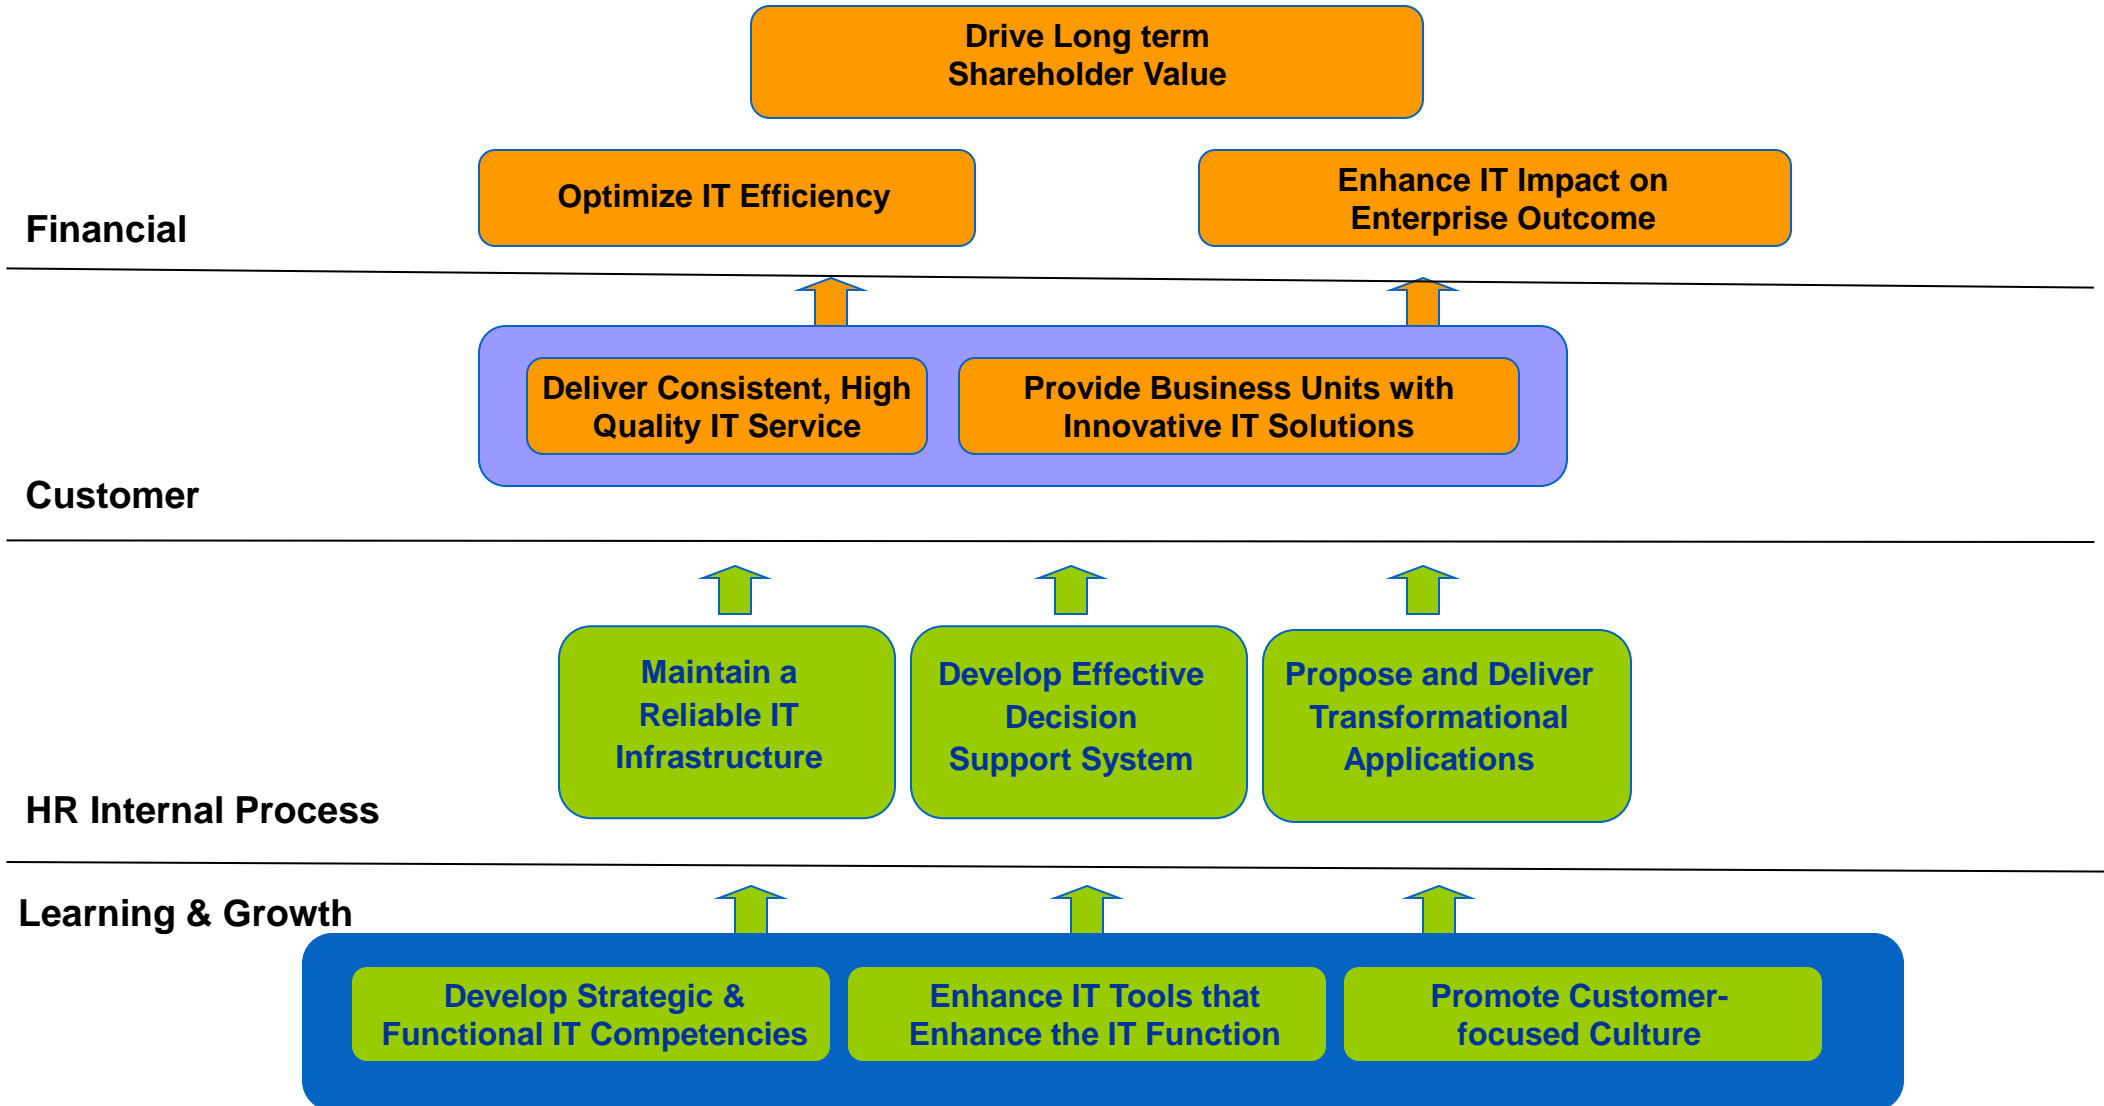 Drive Long term
Shareholder Value
Optimize IT Efficiency
Enhance IT Impact on
Enterprise Outcome
Financial
Deliver Consistent, High
Quality IT Service
Provide Business Units with
Innovative IT Solutions
Customer
Maintain a
Reliable IT
Infrastructure
Develop Effective
Decision
Support System
Propose and Deliver
Transformational
Applications
HR Internal Process
Learning & Growth
Develop Strategic &
Functional IT Competencies
Enhance IT Tools that
Enhance the IT Function
Promote Customer-
focused Culture